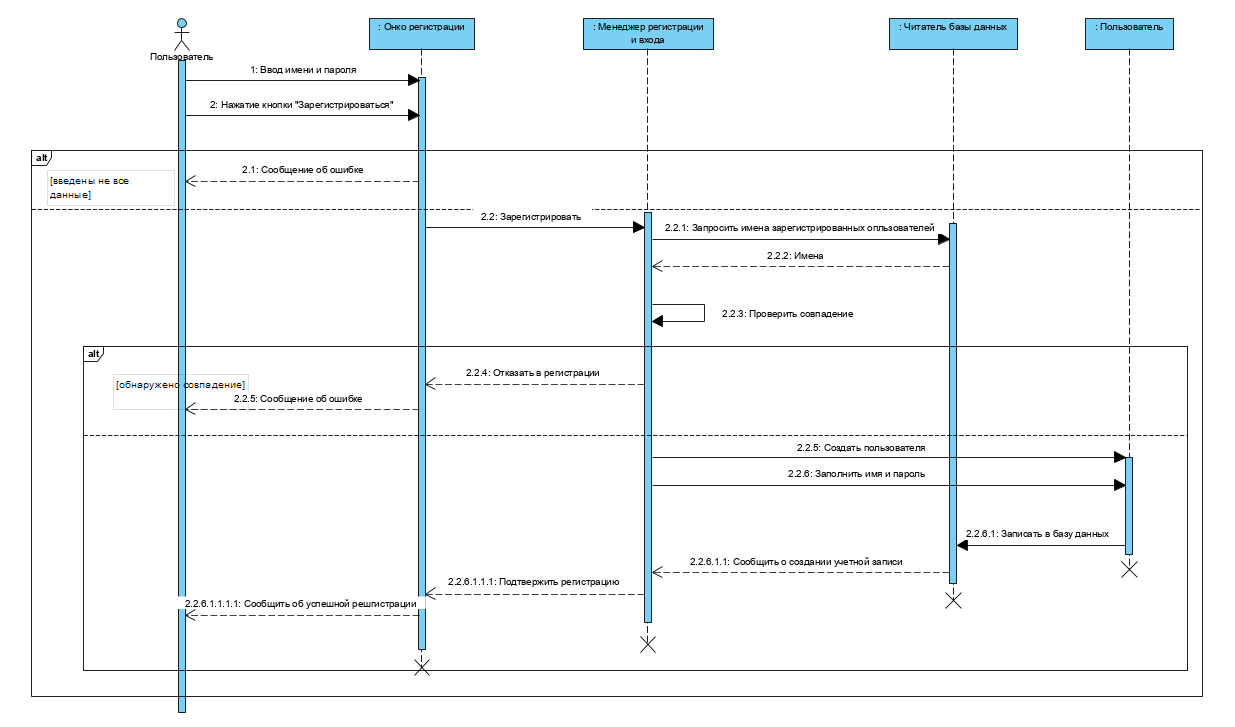 Пользователь
: Онко регистрации
: Менеджер регистрации
и входа
: Читатель базы данных
: Пользователь
1: Ввод имени и пароля
2: Нажатие кнопки "Зарегистрироваться"
alt
2.1: Сообщение об ошибке
[введены не все
данные]
2.2: Зарегистрировать
2.2.1: Запросить имена зарегистрированных опльзователей
2.2.2: Имена
2.2.3: Проверить совпадение
alt
2.2.4: Отказать в регистрации
[обнаружено совпадение]
2.2.5: Сообщение об ошибке
2.2.5: Создать пользователя
2.2.6: Заполнить имя и пароль
2.2.6.1: Записать в базу данных
2.2.6.1.1: Сообщить о создании учетной записи
2.2.6.1.1.1: Подтвержить регистрацию
2.2.6.1.1.1.1: Сообщить об успешной решгистрации